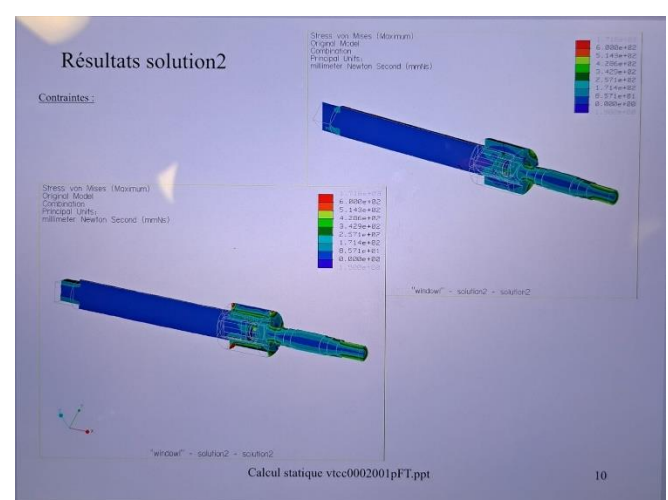 Résultats solution2
Contraintes :
Stress von Mises (Maximum)
Original Model
Combination
Principal Units:
millimeter Newton Second (mmNs)
6.000e+02
5.143e+02
4.286e+02
3.429e+02
2.571e+02
1.714e+02
8.571e+01
0.000e+00
"window1" - solution2 - solution2
Stress von Mises (Maximum)
Original Model
Combination
Principal Units:
millimeter Newton Second (mmNs)
6.000e+02
5.143e+02
4.286e+02
3.429e+02
2.571e+02
1.714e+02
8.571e+01
0.000e+00
"window1" - solution2 - solution2
Calcul statique vtcc0002001pFT.ppt
10